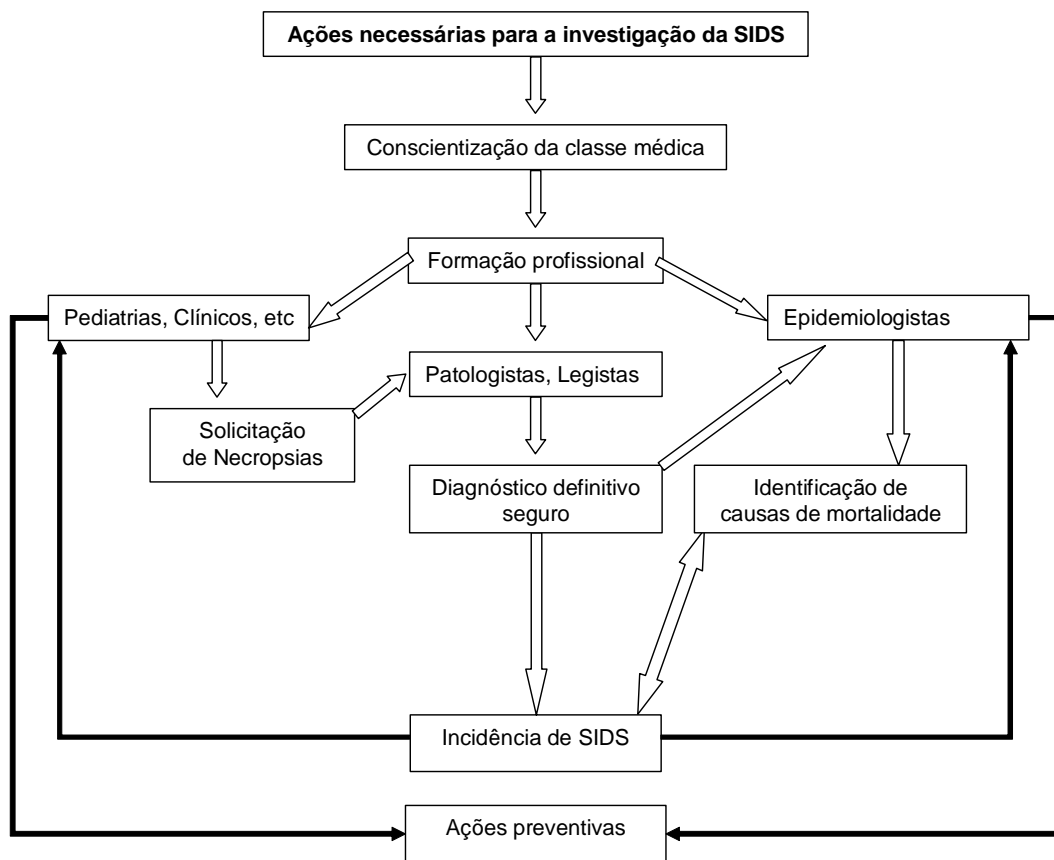 Ações necessárias para a investigação da SIDS
Conscientização da classe médica
Formação profissional
Pediatrias, Clínicos, etc
Epidemiologistas
Patologistas, Legistas
Solicitação
de Necropsias
Diagnóstico definitivo
seguro
Identificação de
causas de mortalidade
Incidência de SIDS
Ações preventivas